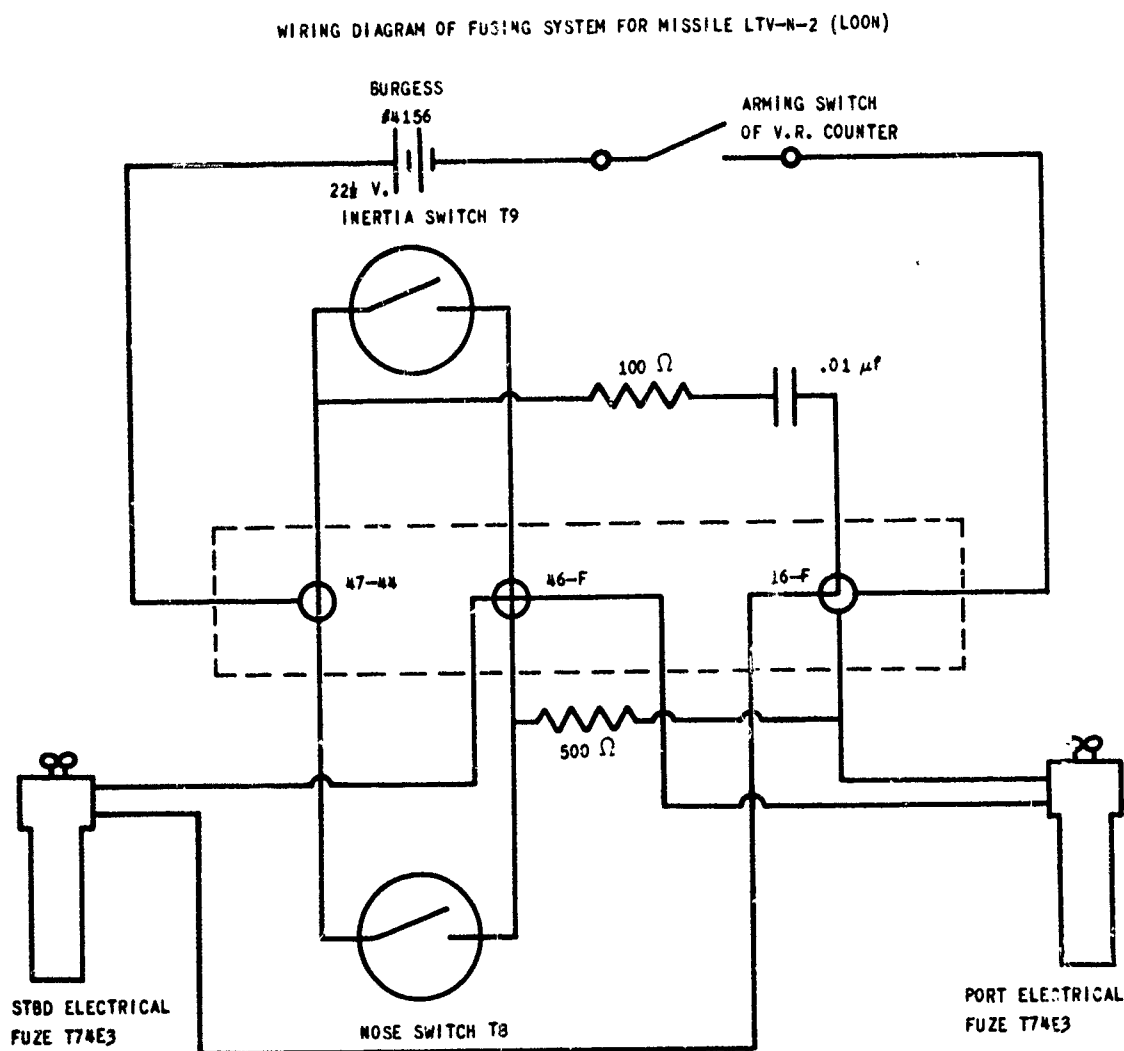 WIRING DIAGRAM OF FUSING SYSTEM FOR MISSILE LTV-N-2 (LOON)
BURGESS
#4156
ARMING SWITCH
OF V.R. COUNTER
22½ V.
INERTIA SWITCH T9
100 Ω
.01 µf
47-44
46-F
16-F
500 Ω
STBD ELECTRICAL
FUZE T74E3
NOSE SWITCH T8
PORT ELECTRICAL
FUZE T74E3